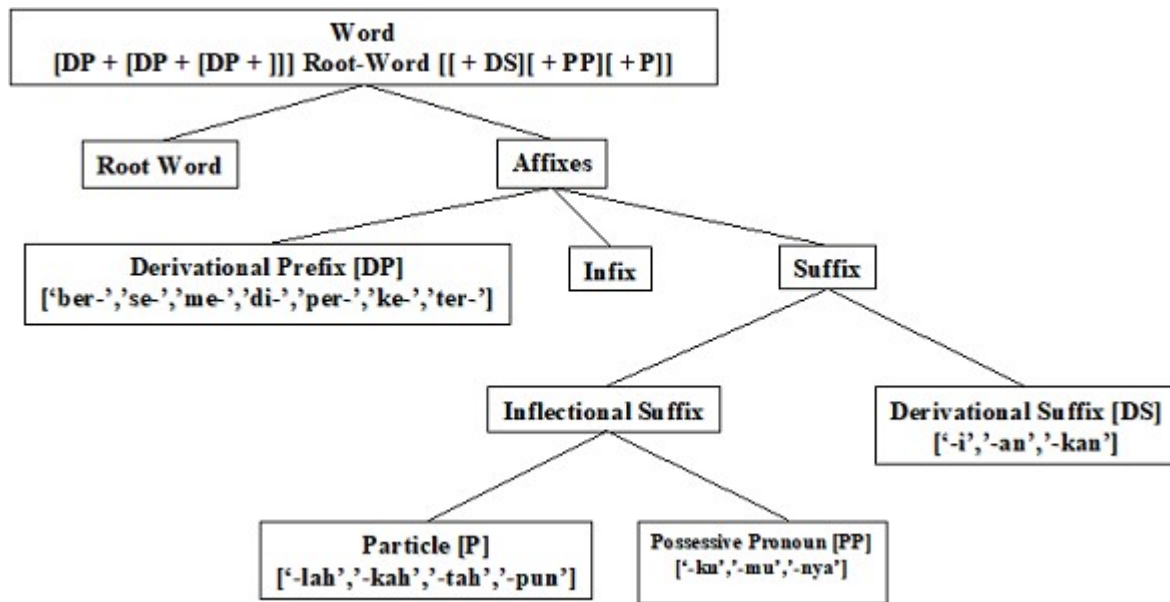 Word
[DP + [DP + [DP + ]]] Root-Word [[ + DS][ + PP][ + P]]
Root Word
Affixes
Derivational Prefix [DP]
[‘ber-’,’se-’,’me-’,’di-’,’per-’,’ke-’,’ter-’]
Infix
Suffix
Inflectional Suffix
Derivational Suffix [DS]
[‘-i’,’-an’,’-kan’]
Particle [P]
[‘-lah’,’-kah’,’-tah’,’-pun’]
Possessive Pronoun [PP]
[‘-ku’,’-mu’,’-nya’]